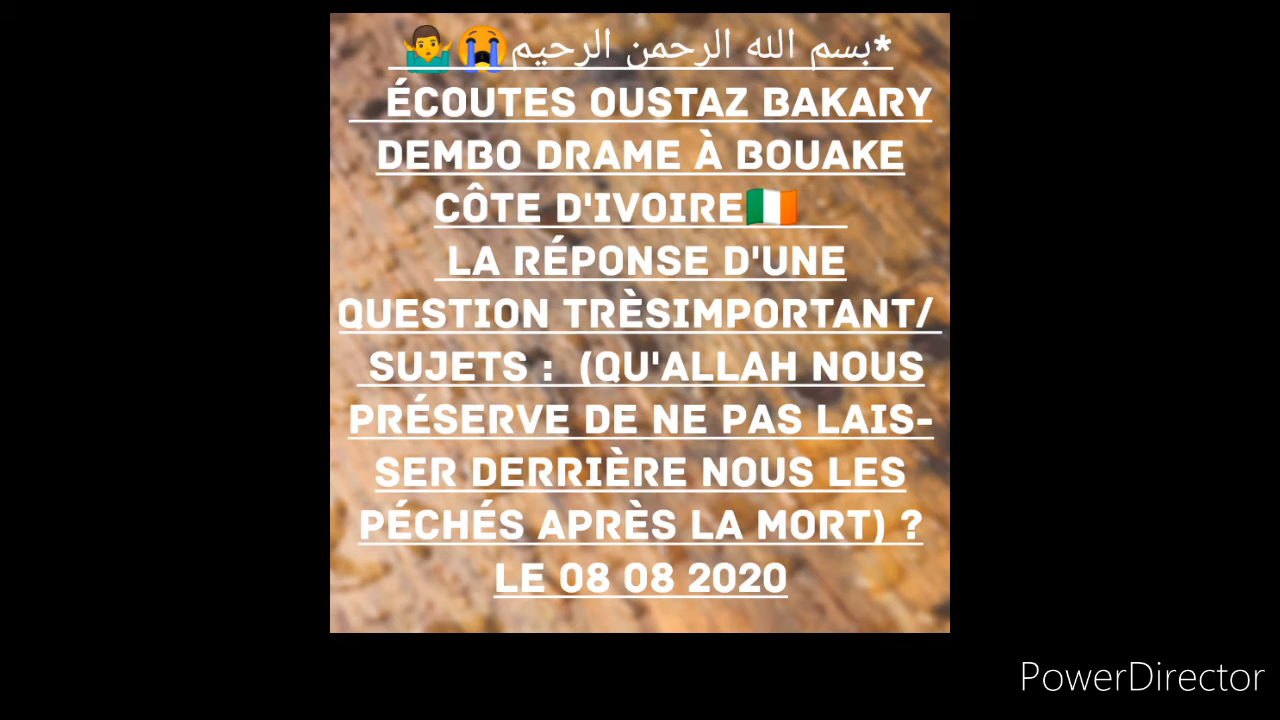 *بسم الله الرحمن الرحيم😭🤷‍♂️
ÉCOUTES OUSTAZ BAKARY
DEMBO DRAME À BOUAKE
CÔTE D'IVOIRE🇮🇪
LA RÉPONSE D'UNE
QUESTION TRÈSIMPORTANT/
SUJETS : (QU'ALLAH NOUS
PRÉSERVE DE NE PAS LAIS-
SER DERRIÈRE NOUS LES
PÉCHÉS APRÈS LA MORT) ?
LE 08 08 2020
PowerDirector